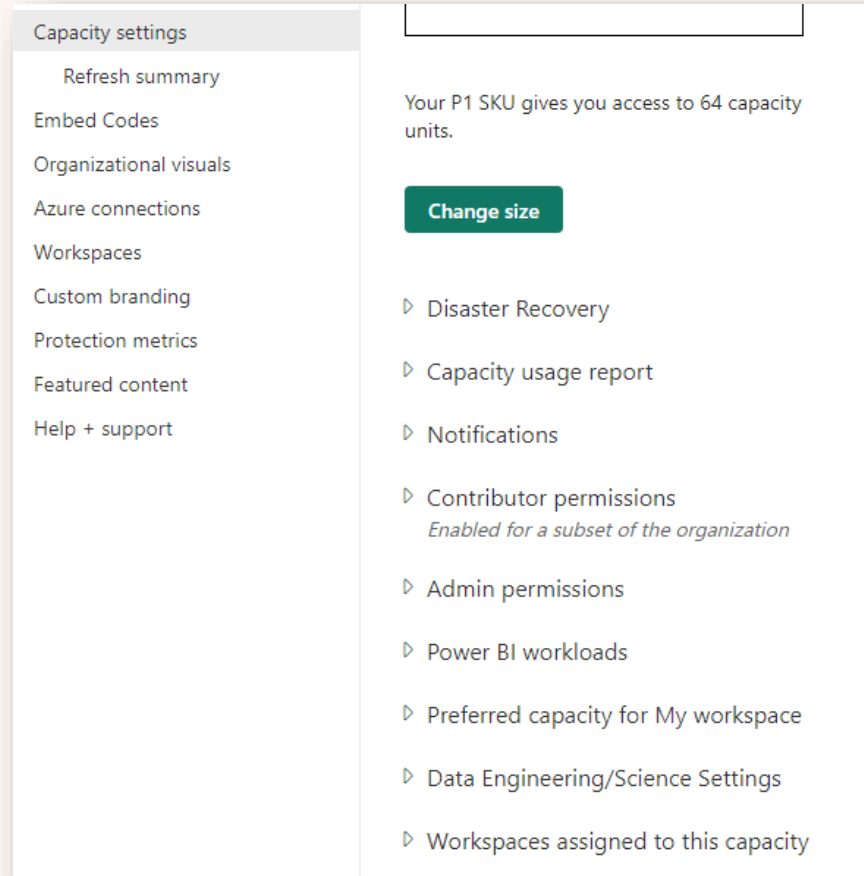 Capacity settings
Refresh summary
Embed Codes
Organizational visuals
Azure connections
Workspaces
Custom branding
Protection metrics
Featured content
Help + support
Your P1 SKU gives you access to 64 capacity
units.
Change size
Disaster Recovery
Capacity usage report
Notifications
Contributor permissions
Enabled for a subset of the organization
Admin permissions
Power BI workloads
Preferred capacity for My workspace
Data Engineering/Science Settings
Workspaces assigned to this capacity